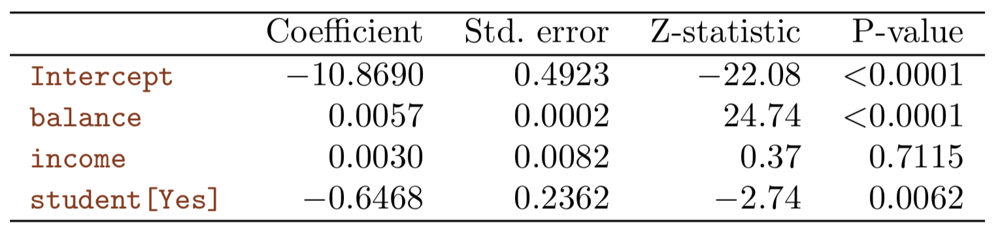 Coefficient Std. error Z-statistic P-value
Intercept −10.8690 0.4923 −22.08 <0.0001
balance 0.0057 0.0002 24.74 <0.0001
income 0.0030 0.0082 0.37 0.7115
student[Yes] −0.6468 0.2362 −2.74 0.0062